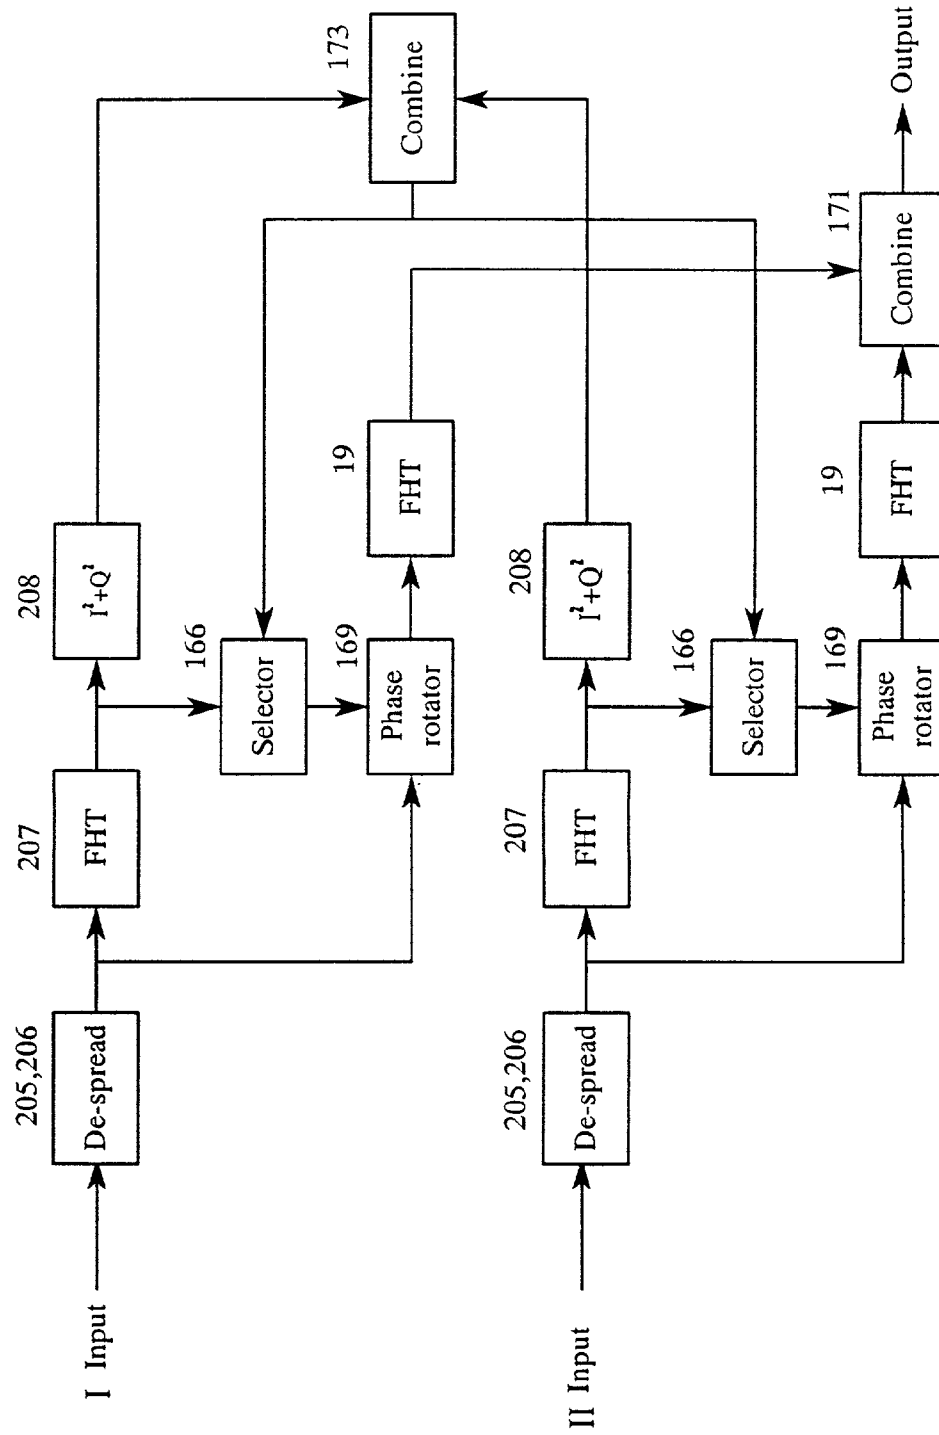 I Input
205,206
De-spread
207
FHT
208
I²+Q²
166
Selector
169
Phase
rotator
19
FHT
173
Combine
II Input
205,206
De-spread
207
FHT
208
I²+Q²
166
Selector
169
Phase
rotator
19
FHT
171
Combine
Output